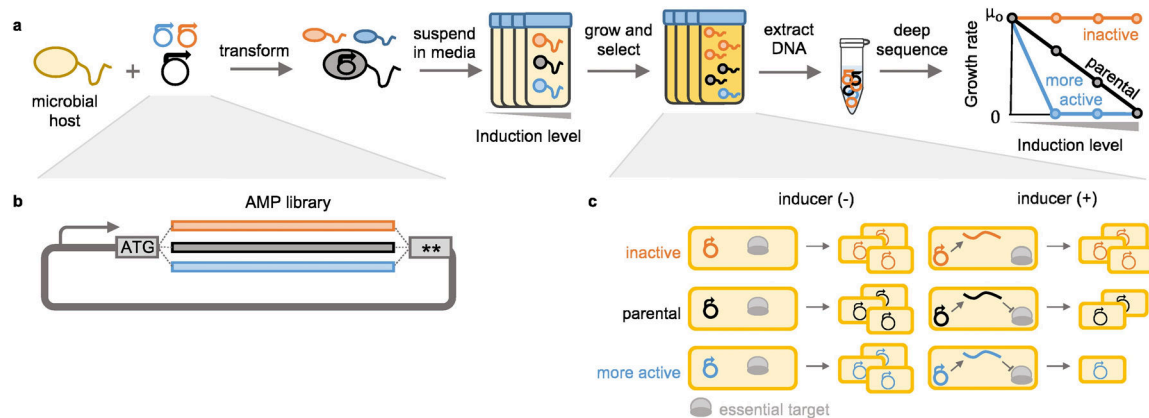 a
microbial
host
+
transform
suspend
in media
Induction level
grow and
select
extract
DNA
deep
sequence
Growth rate
μ₀
0
inactive
parental
more
active
Induction level
b
AMP library
ATG
**
c
inducer (-)
inducer (+)
inactive
parental
more active
essential target